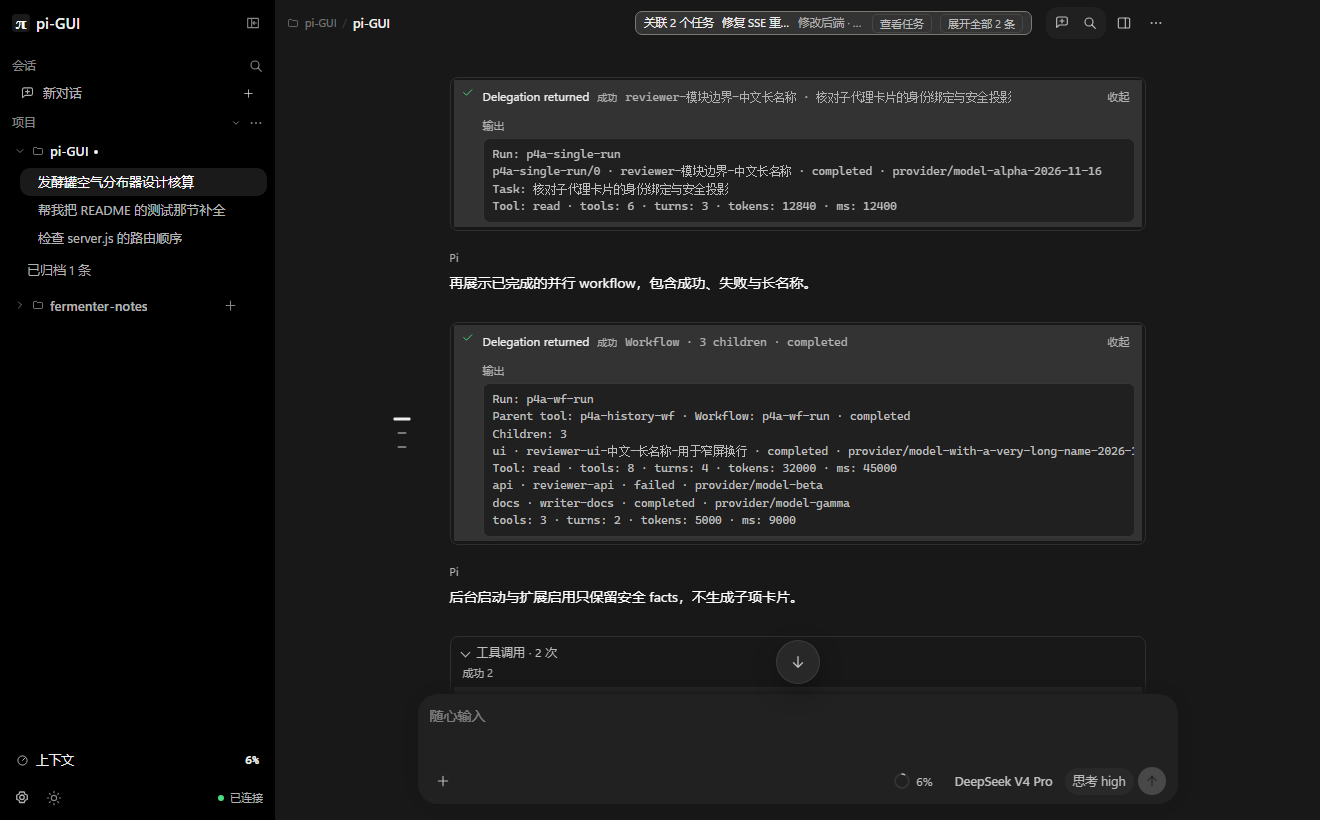 π pi-GUI
会话
新对话
项目
pi-GUI •
发酵罐空气分布器设计核算
帮我把 README 的测试那节补全
检查 server.js 的路由顺序
已归档 1 条
fermenter-notes
上下文 6%
已连接
pi-GUI / pi-GUI
关联 2 个任务 修复 SSE 重... 修改后端 · ... 查看任务 展开全部 2 条
Delegation returned 成功 reviewer-模块边界-中文长名称 · 核对子代理卡片的身份绑定与安全投影 收起
输出
Run: p4a-single-run
p4a-single-run/0 · reviewer-模块边界-中文长名称 · completed · provider/model-alpha-2026-11-16
Task: 核对子代理卡片的身份绑定与安全投影
Tool: read · tools: 6 · turns: 3 · tokens: 12840 · ms: 12400
Pi
再展示已完成的并行 workflow，包含成功、失败与长名称。
Delegation returned 成功 Workflow · 3 children · completed 收起
输出
Run: p4a-wf-run
Parent tool: p4a-history-wf · Workflow: p4a-wf-run · completed
Children: 3
ui · reviewer-ui-中文-长名称-用于窄屏换行 · completed · provider/model-with-a-very-long-name-2026-1
Tool: read · tools: 8 · turns: 4 · tokens: 32000 · ms: 45000
api · reviewer-api · failed · provider/model-beta
docs · writer-docs · completed · provider/model-gamma
tools: 3 · turns: 2 · tokens: 5000 · ms: 9000
Pi
后台启动与扩展启用只保留安全 facts，不生成子项卡片。
工具调用 · 2 次
成功 2
随心输入
6% DeepSeek V4 Pro 思考 high